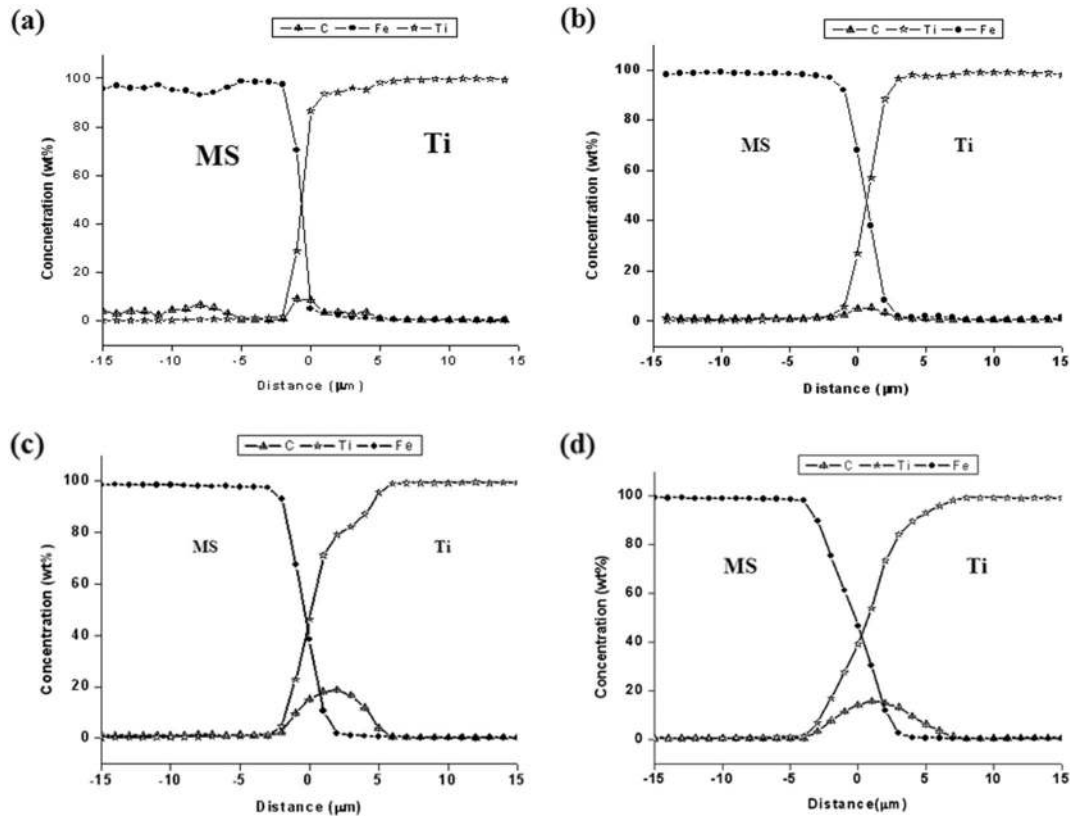 (a)
C Fe Ti
Concnetration (wt%)
100
80
60
40
20
0
MS
Ti
-15 -10 -5 0 5 10 15
Distance (μm)
(b)
C Ti Fe
Concentration (wt%)
100
80
60
40
20
0
MS
Ti
-15 -10 -5 0 5 10 15
Distance (μm)
(c)
C Ti Fe
Concentration (wt%)
100
80
60
40
20
0
MS
Ti
-15 -10 -5 0 5 10 15
Distance (μm)
(d)
C Ti Fe
Concentration (wt%)
100
80
60
40
20
0
MS
Ti
-15 -10 -5 0 5 10 15
Distance(μm)